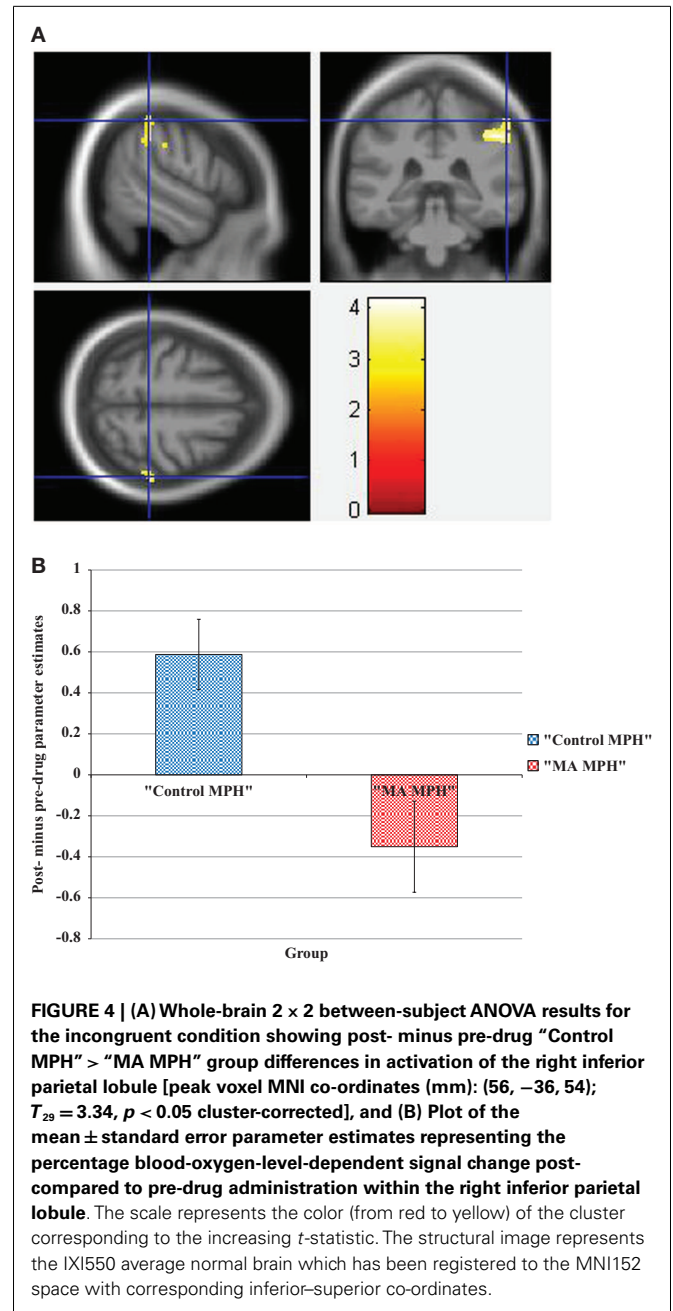 A
4
3
2
1
0
B
1
0.8
0.6
0.4
0.2
0
-0.2
-0.4
-0.6
-0.8
Post- minus pre-drug parameter estimates
"Control MPH"
"MA MPH"
"Control MPH"
"MA MPH"
Group
FIGURE 4 | (A) Whole-brain 2 x 2 between-subject ANOVA results for
the incongruent condition showing post- minus pre-drug “Control
MPH” > “MA MPH” group differences in activation of the right inferior
parietal lobule [peak voxel MNI co-ordinates (mm): (56, −36, 54);
T29 = 3.34, p < 0.05 cluster-corrected], and (B) Plot of the
mean ± standard error parameter estimates representing the
percentage blood-oxygen-level-dependent signal change post-
compared to pre-drug administration within the right inferior parietal
lobule. The scale represents the color (from red to yellow) of the cluster
corresponding to the increasing t-statistic. The structural image represents
the IXI550 average normal brain which has been registered to the MNI152
space with corresponding inferior–superior co-ordinates.